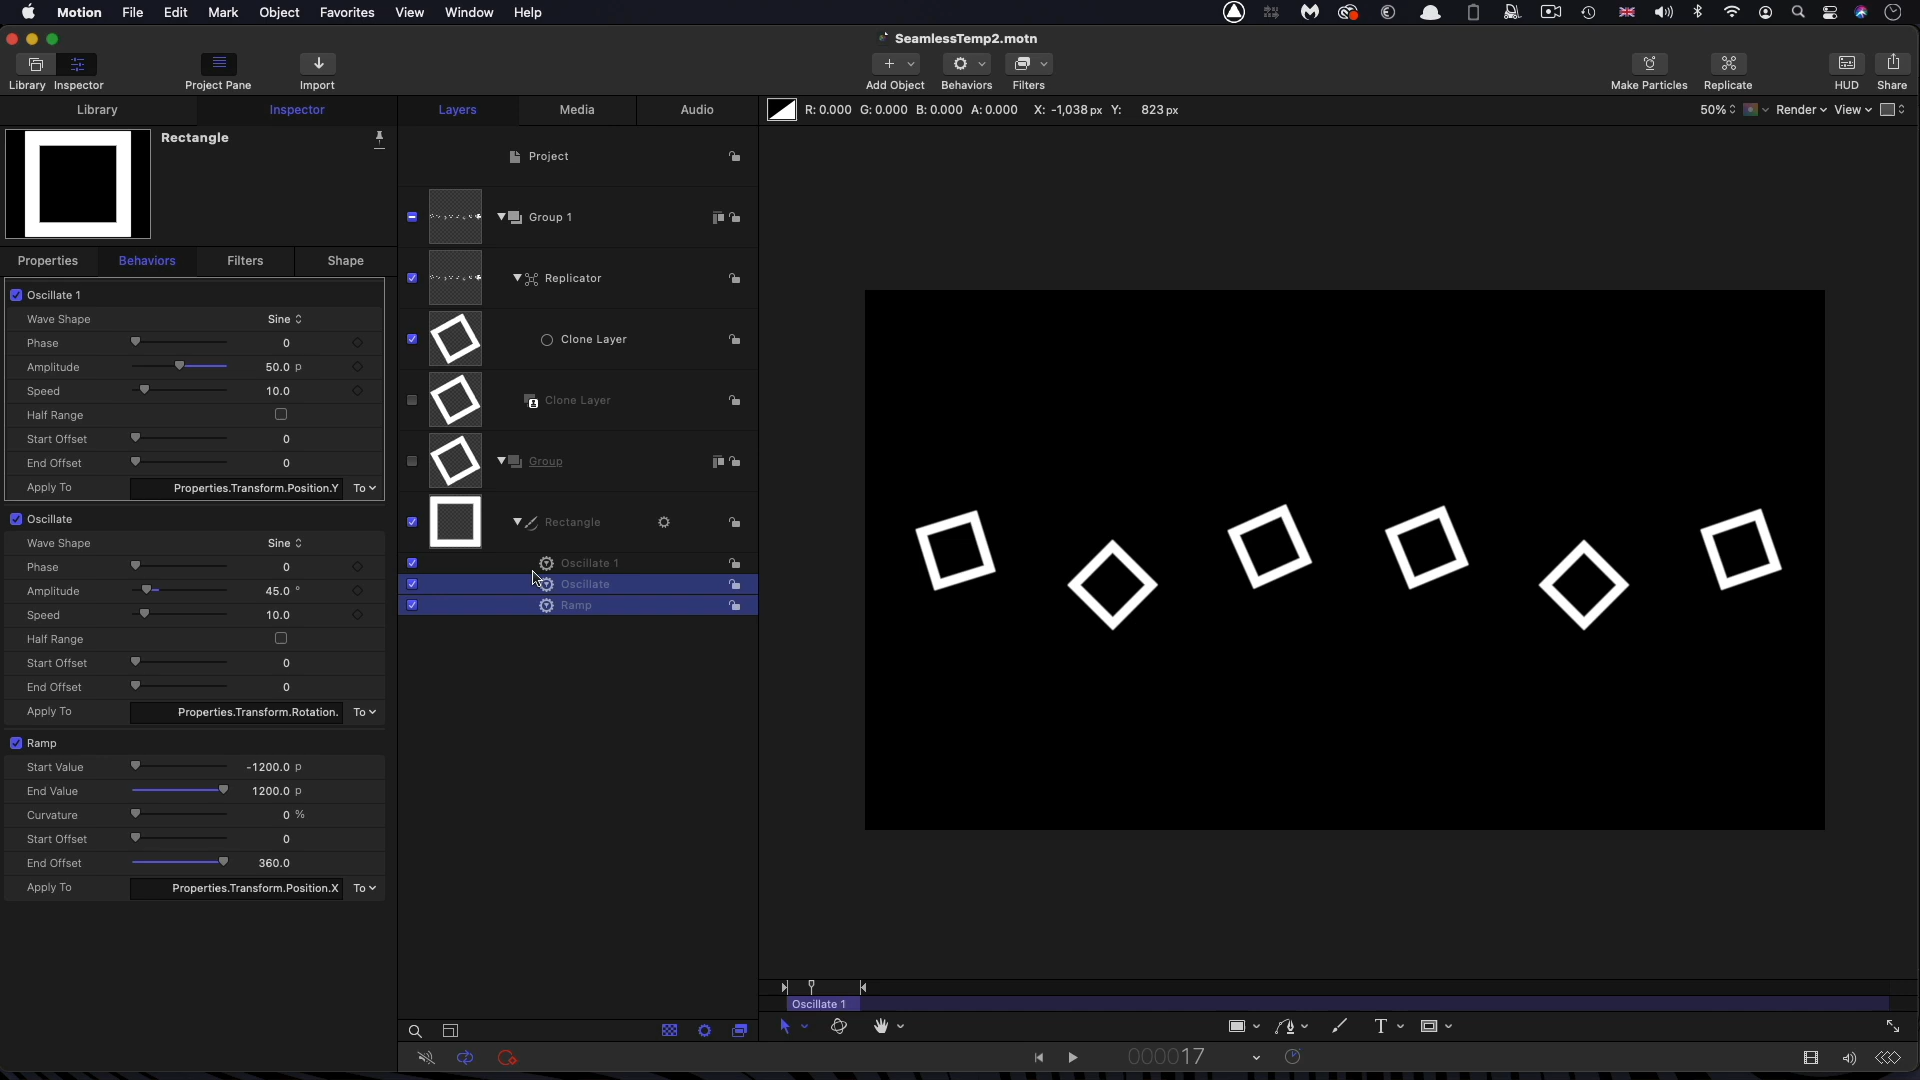 Motion File Edit Mark Object Favorites View Window Help
SeamlessTemp2.motn
Library Inspector Project Pane Import Add Object Behaviors Filters Make Particles Replicate HUD Share
Library Inspector Layers Media Audio R: 0.000 G: 0.000 B: 0.000 A: 0.000 X: -1,038 px Y: 823 px 50% Render View
Rectangle
Project
Group 1
Properties Behaviors Filters Shape
Replicator
Oscillate 1
Wave Shape Sine
Phase 0
Clone Layer
Amplitude 50.0 p
Speed 10.0
Clone Layer
Half Range
Start Offset 0
End Offset 0
Group
Apply To Properties.Transform.Position.Y To
Oscillate
Rectangle
Wave Shape Sine
Phase 0
Oscillate 1
Amplitude 45.0 °
Oscillate
Speed 10.0
Ramp
Half Range
Start Offset 0
End Offset 0
Apply To Properties.Transform.Rotation. To
Ramp
Start Value -1200.0 p
End Value 1200.0 p
Curvature 0 %
Start Offset 0
End Offset 360.0
Apply To Properties.Transform.Position.X To
Oscillate 1
T
0000017